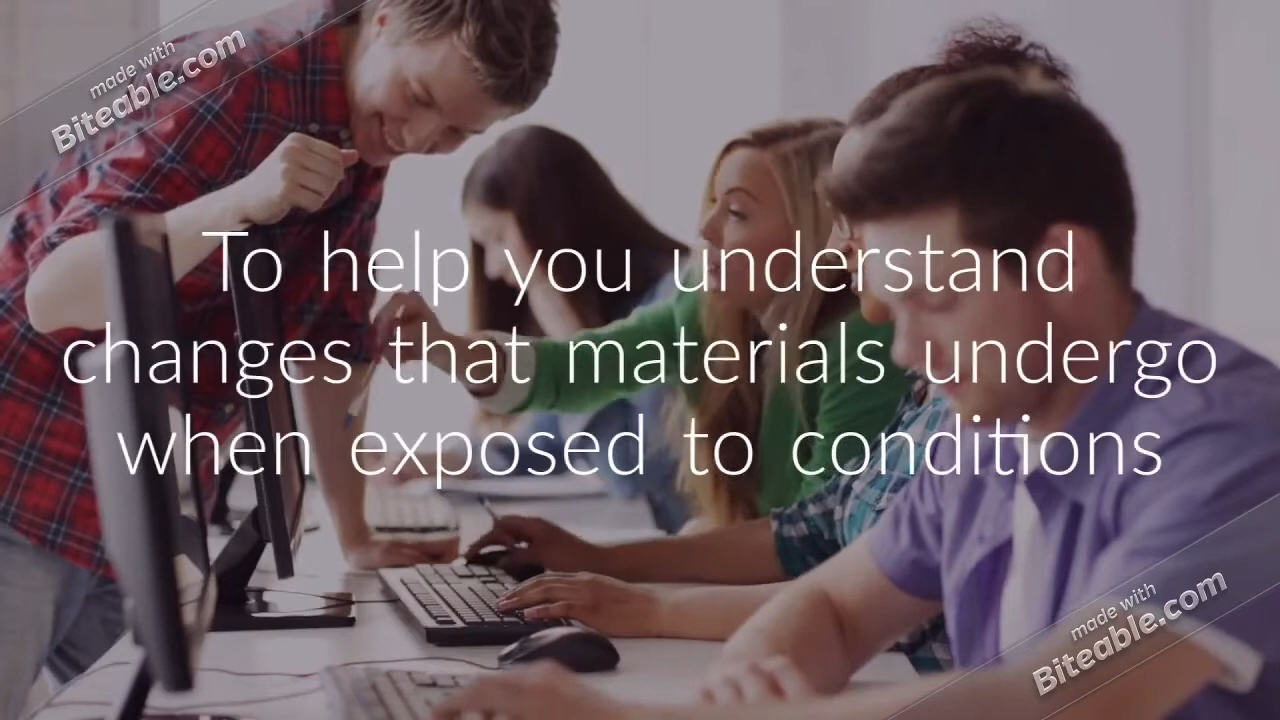 made with
Biteable.com
To help you understand
changes that materials undergo
when exposed to conditions
made with
Biteable.com